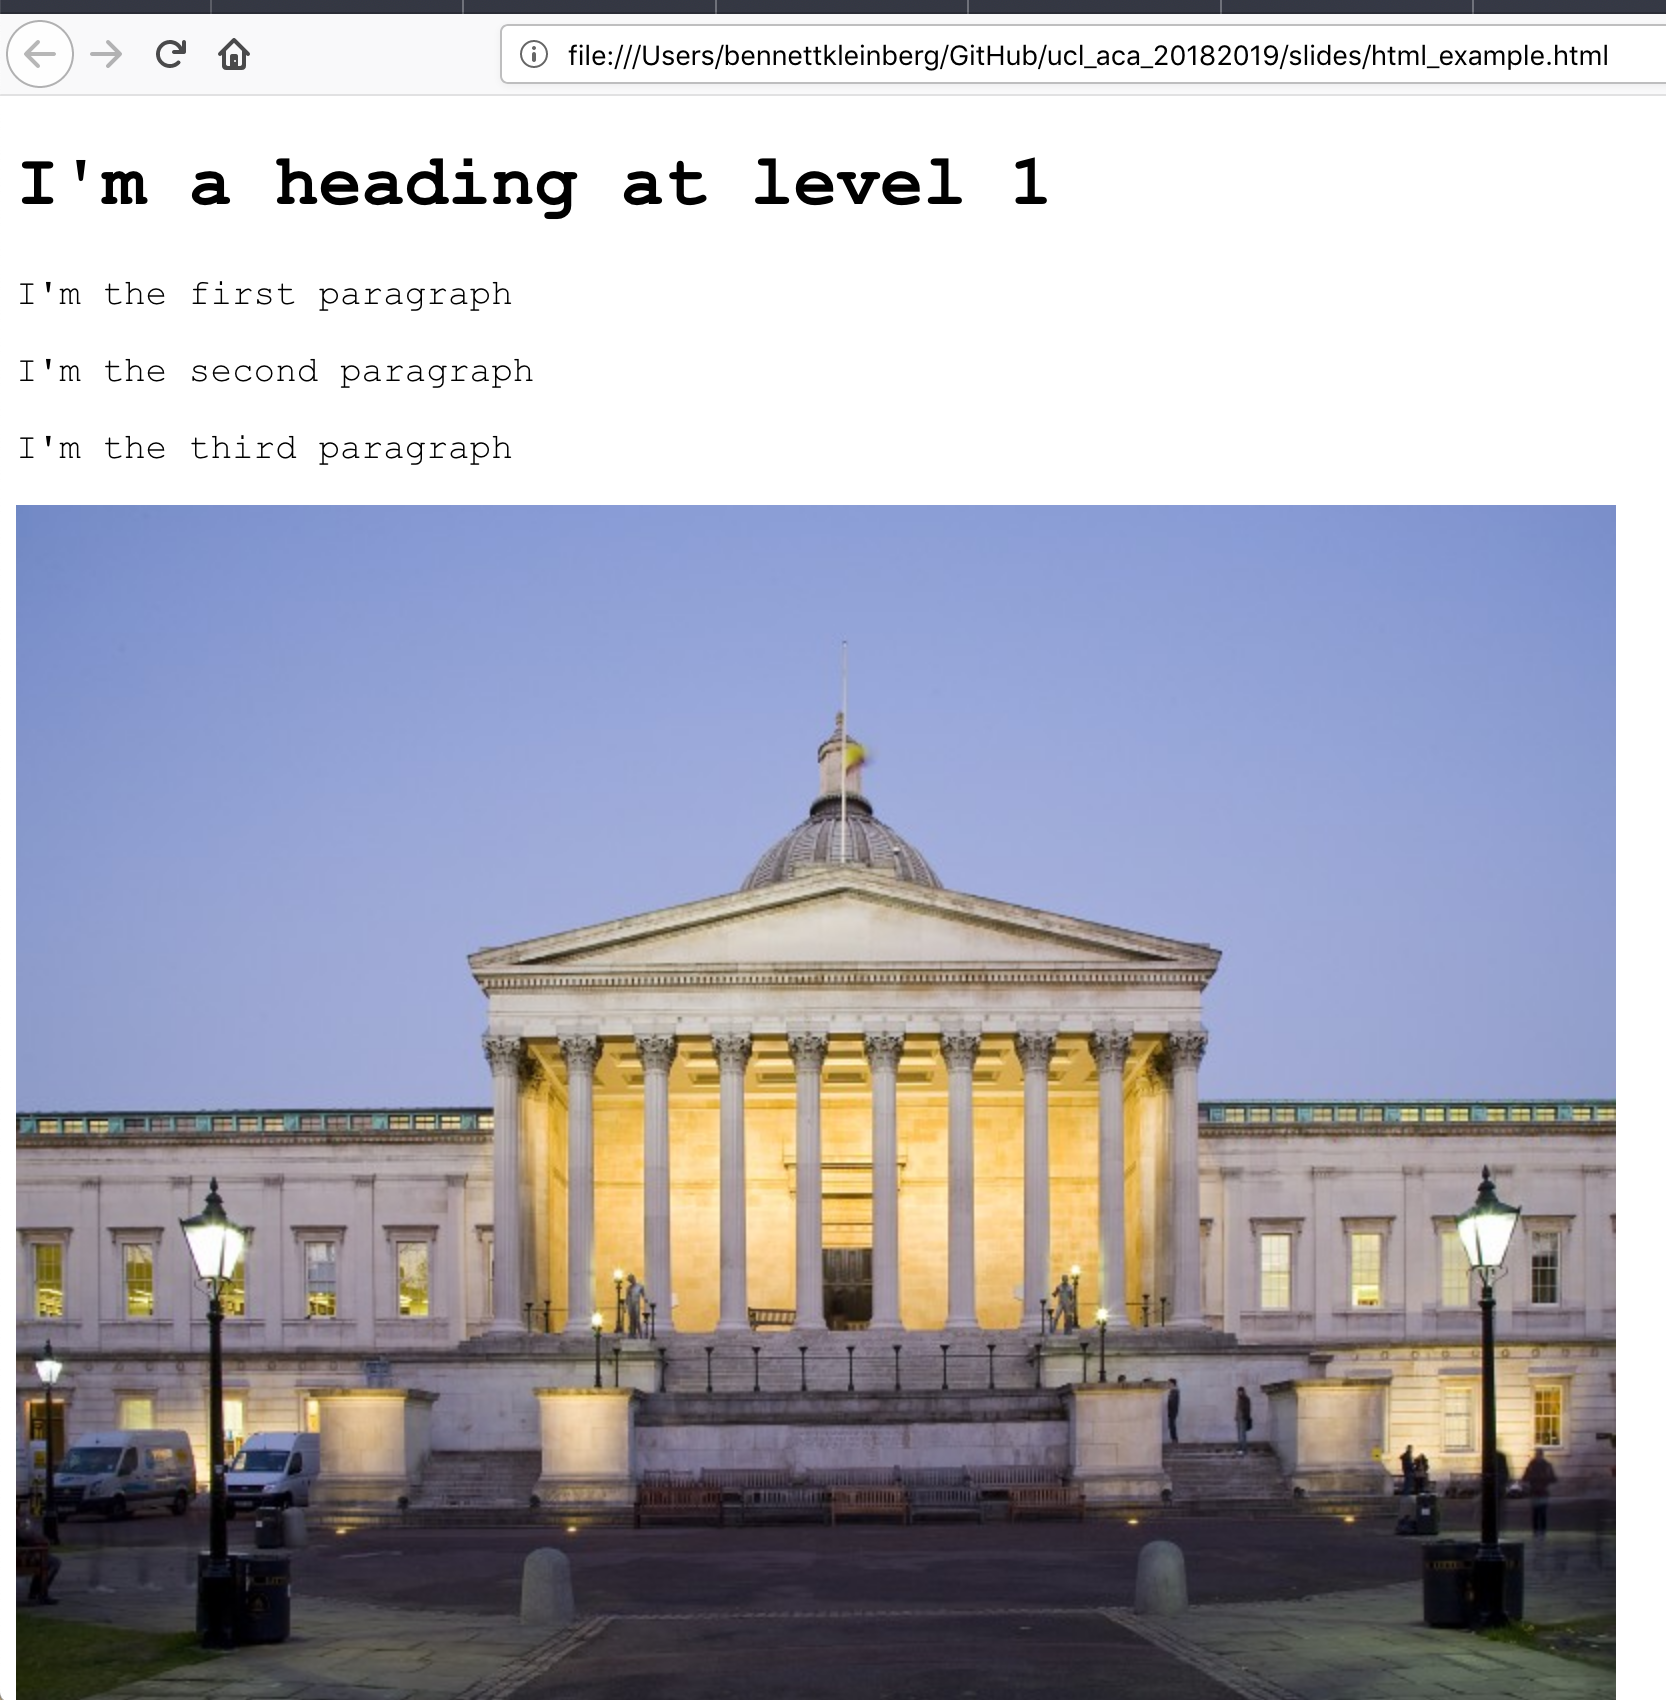 file:///Users/bennettkleinberg/GitHub/ucl_aca_20182019/slides/html_example.html
I'm a heading at level 1
I'm the first paragraph
I'm the second paragraph
I'm the third paragraph